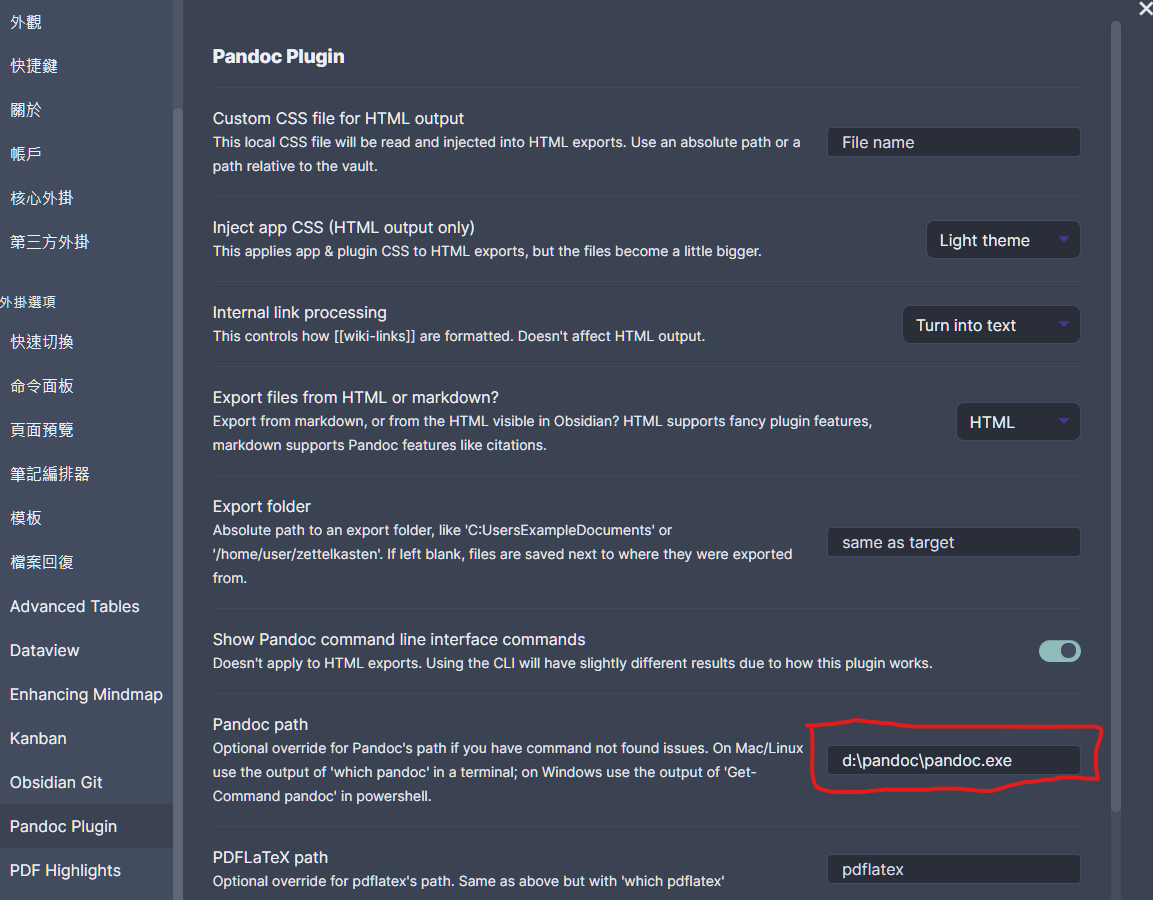 外觀
快捷鍵
關於
帳戶
核心外掛
第三方外掛
外掛選項
快速切換
命令面板
頁面預覽
筆記編排器
模板
檔案回復
Advanced Tables
Dataview
Enhancing Mindmap
Kanban
Obsidian Git
Pandoc Plugin
PDF Highlights
Pandoc Plugin
Custom CSS file for HTML output
This local CSS file will be read and injected into HTML exports. Use an absolute path or a
path relative to the vault.
File name
Inject app CSS (HTML output only)
This applies app & plugin CSS to HTML exports, but the files become a little bigger.
Light theme
Internal link processing
This controls how [[wiki-links]] are formatted. Doesn't affect HTML output.
Turn into text
Export files from HTML or markdown?
Export from markdown, or from the HTML visible in Obsidian? HTML supports fancy plugin features,
markdown supports Pandoc features like citations.
HTML
Export folder
Absolute path to an export folder, like 'C:UsersExampleDocuments' or
'/home/user/zettelkasten'. If left blank, files are saved next to where they were exported
from.
same as target
Show Pandoc command line interface commands
Doesn't apply to HTML exports. Using the CLI will have slightly different results due to how this plugin works.
Pandoc path
Optional override for Pandoc's path if you have command not found issues. On Mac/Linux
use the output of 'which pandoc' in a terminal; on Windows use the output of 'Get-
Command pandoc' in powershell.
d:\pandoc\pandoc.exe
PDFLaTeX path
Optional override for pdflatex's path. Same as above but with 'which pdflatex'
pdflatex